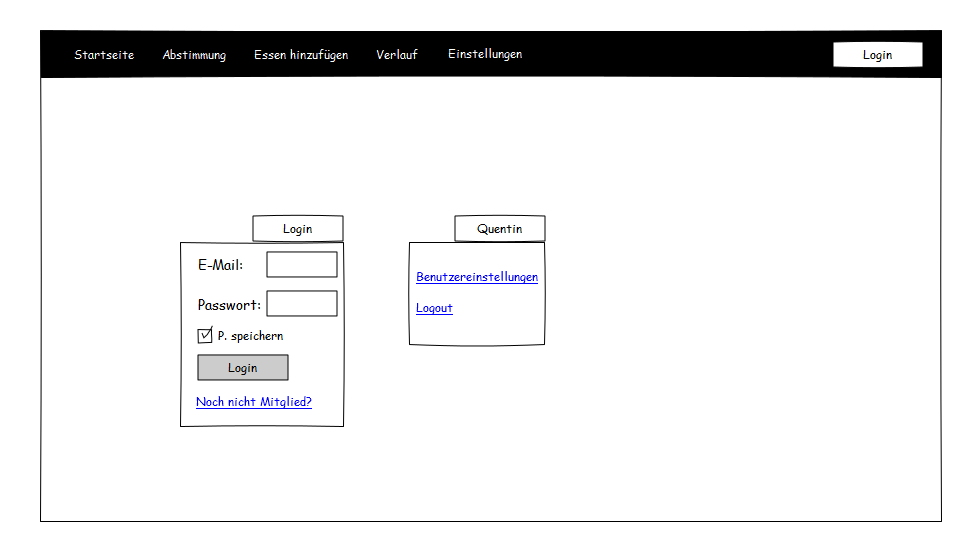 Startseite Abstimmung Essen hinzufügen Verlauf Einstellungen Login
Login
E-Mail:
Passwort:
P. speichern
Login
Noch nicht Mitglied?
Quentin
Benutzereinstellungen
Logout